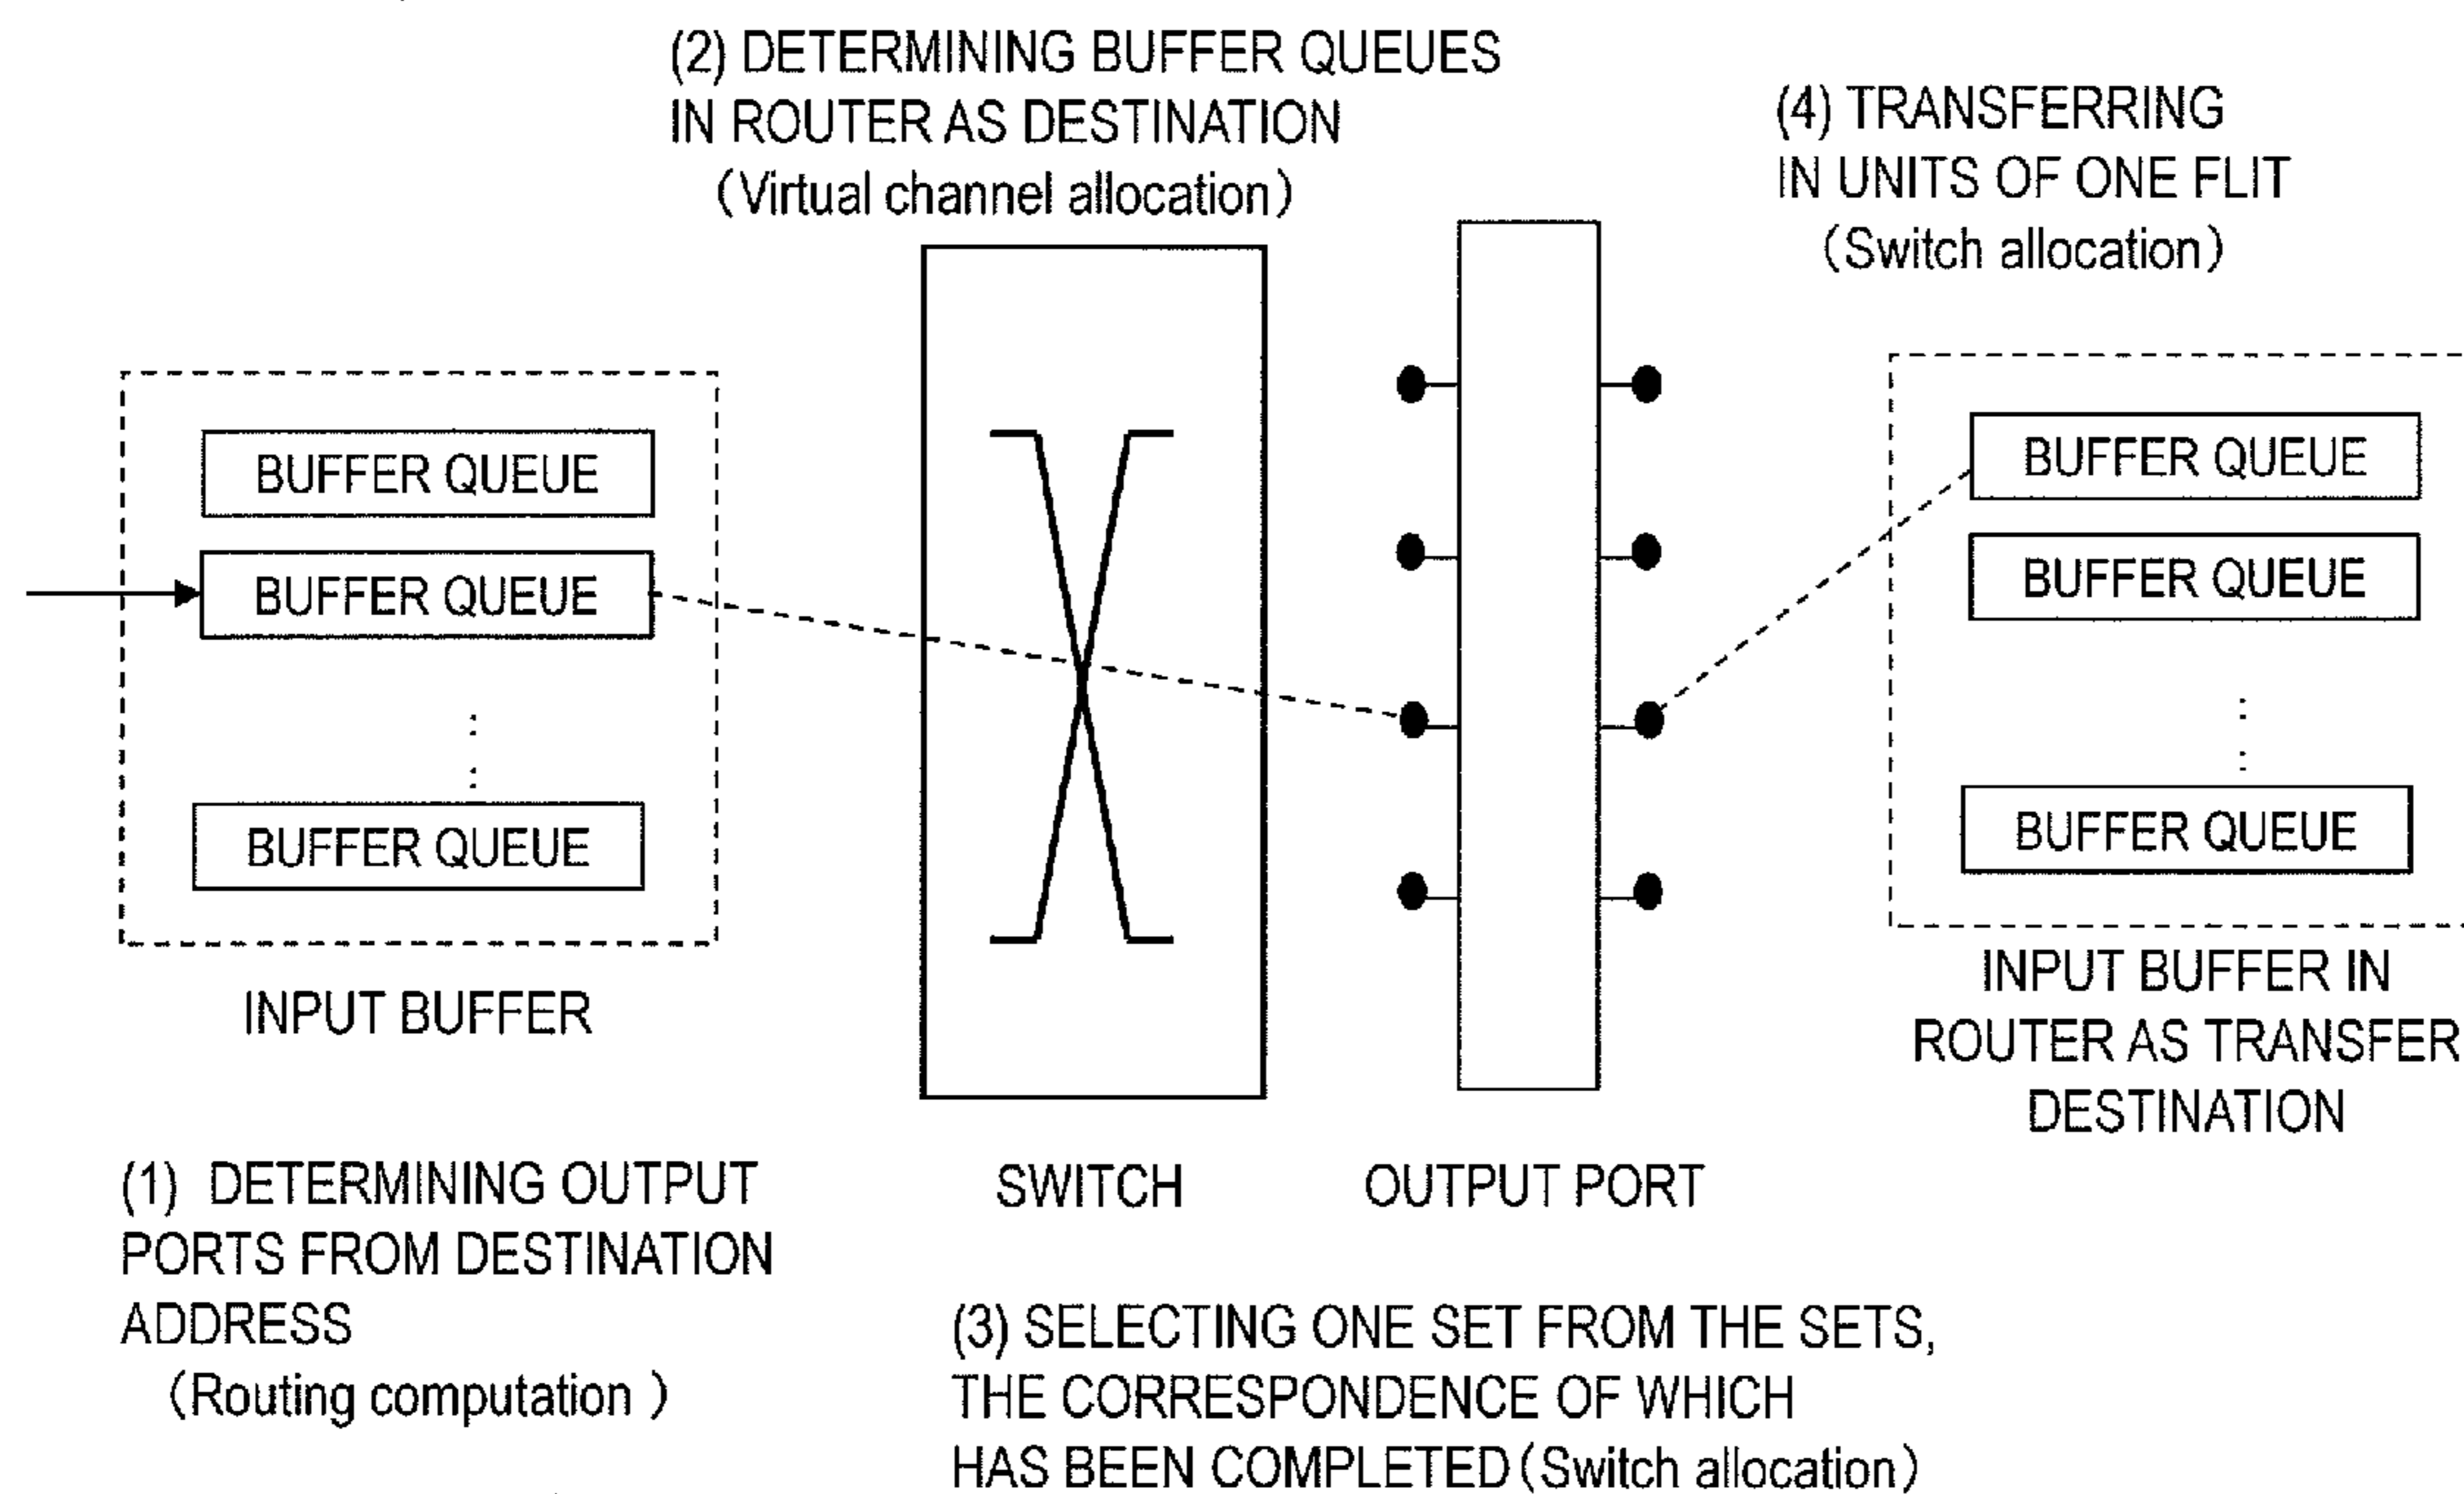 (2) DETERMINING BUFFER QUEUES
IN ROUTER AS DESTINATION
(Virtual channel allocation)
(4) TRANSFERRING
IN UNITS OF ONE FLIT
(Switch allocation)
BUFFER QUEUE
BUFFER QUEUE
BUFFER QUEUE
INPUT BUFFER
BUFFER QUEUE
BUFFER QUEUE
BUFFER QUEUE
INPUT BUFFER IN
ROUTER AS TRANSFER
DESTINATION
(1) DETERMINING OUTPUT
PORTS FROM DESTINATION
ADDRESS
(Routing computation )
SWITCH
OUTPUT PORT
(3) SELECTING ONE SET FROM THE SETS,
THE CORRESPONDENCE OF WHICH
HAS BEEN COMPLETED(Switch allocation)